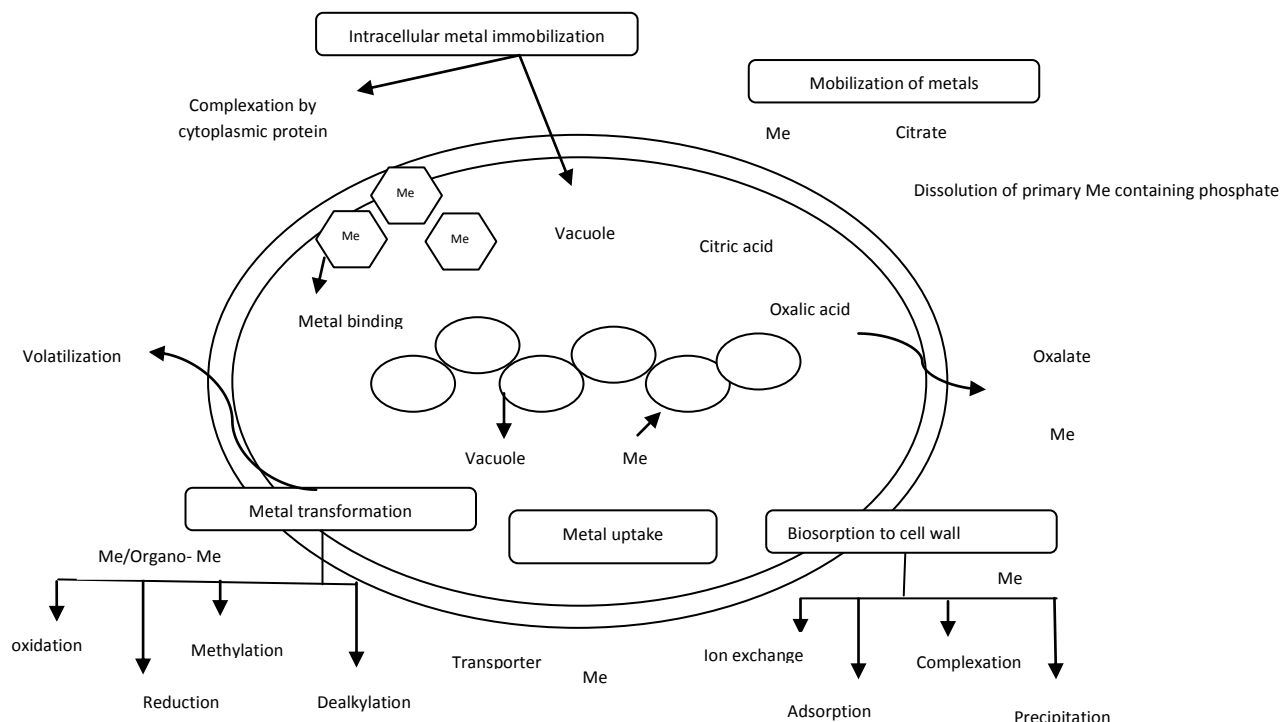 Intracellular metal immobilization
Mobilization of metals
Complexation by
cytoplasmic protein
Me
Citrate
Dissolution of primary Me containing phosphate
Me
Me
Me
Vacuole
Citric acid
Oxalic acid
Metal binding
Volatilization
Oxalate
Me
Vacuole
Me
Metal transformation
Metal uptake
Biosorption to cell wall
Me/Organo- Me
Me
oxidation
Methylation
Reduction
Dealkylation
Transporter
Me
Ion exchange
Complexation
Adsorption
Precipitation